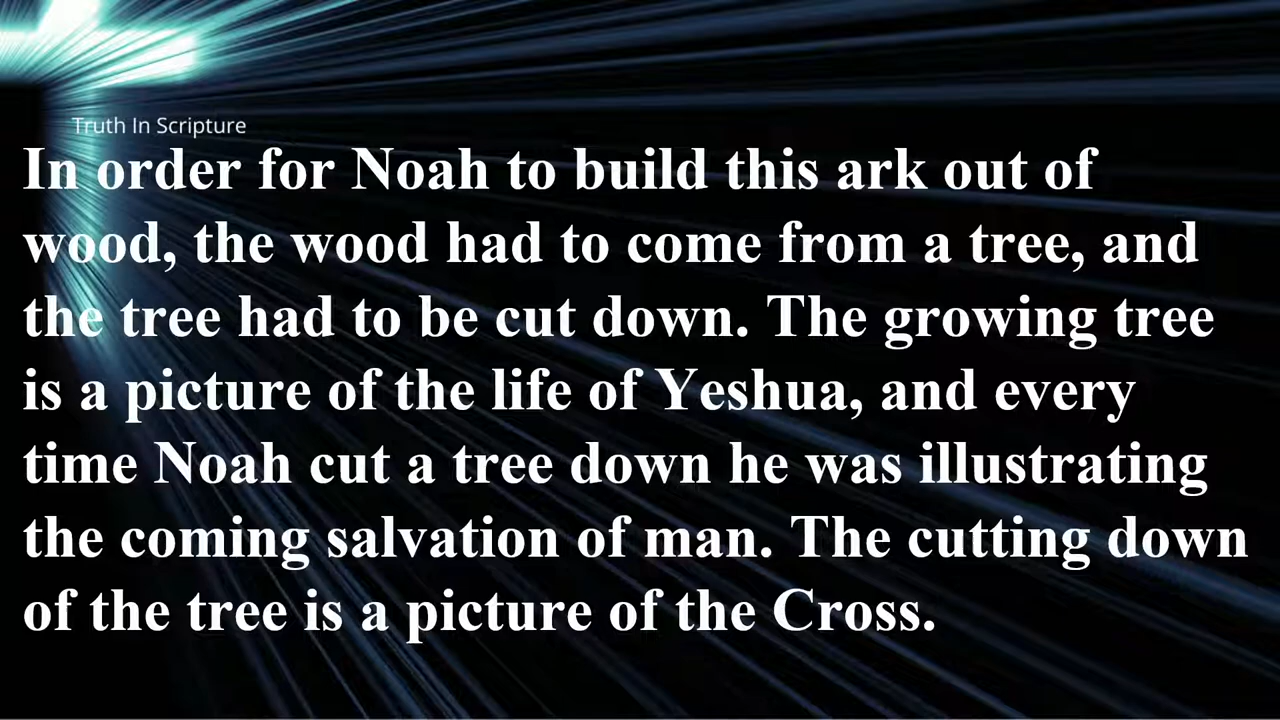 Truth In Scripture
In order for Noah to build this ark out of
wood, the wood had to come from a tree, and
the tree had to be cut down. The growing tree
is a picture of the life of Yeshua, and every
time Noah cut a tree down he was illustrating
the coming salvation of man. The cutting down
of the tree is a picture of the Cross.